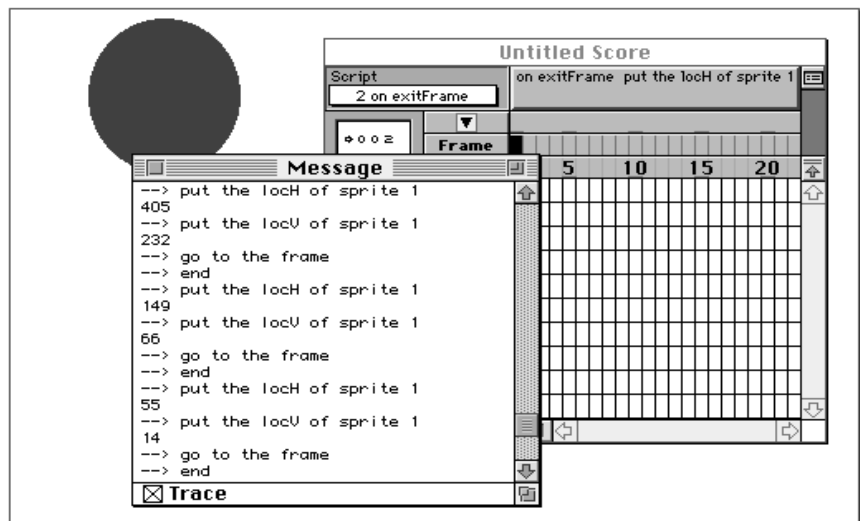 Untitled Score
Script
2 on exitFrame
on exitFrame put the locH of sprite 1
002
Frame
5 10 15 20
Message
--> put the locH of sprite 1
405
--> put the locV of sprite 1
232
--> go to the frame
--> end
--> put the locH of sprite 1
149
--> put the locV of sprite 1
66
--> go to the frame
--> end
--> put the locH of sprite 1
55
--> put the locV of sprite 1
14
--> go to the frame
--> end
Trace